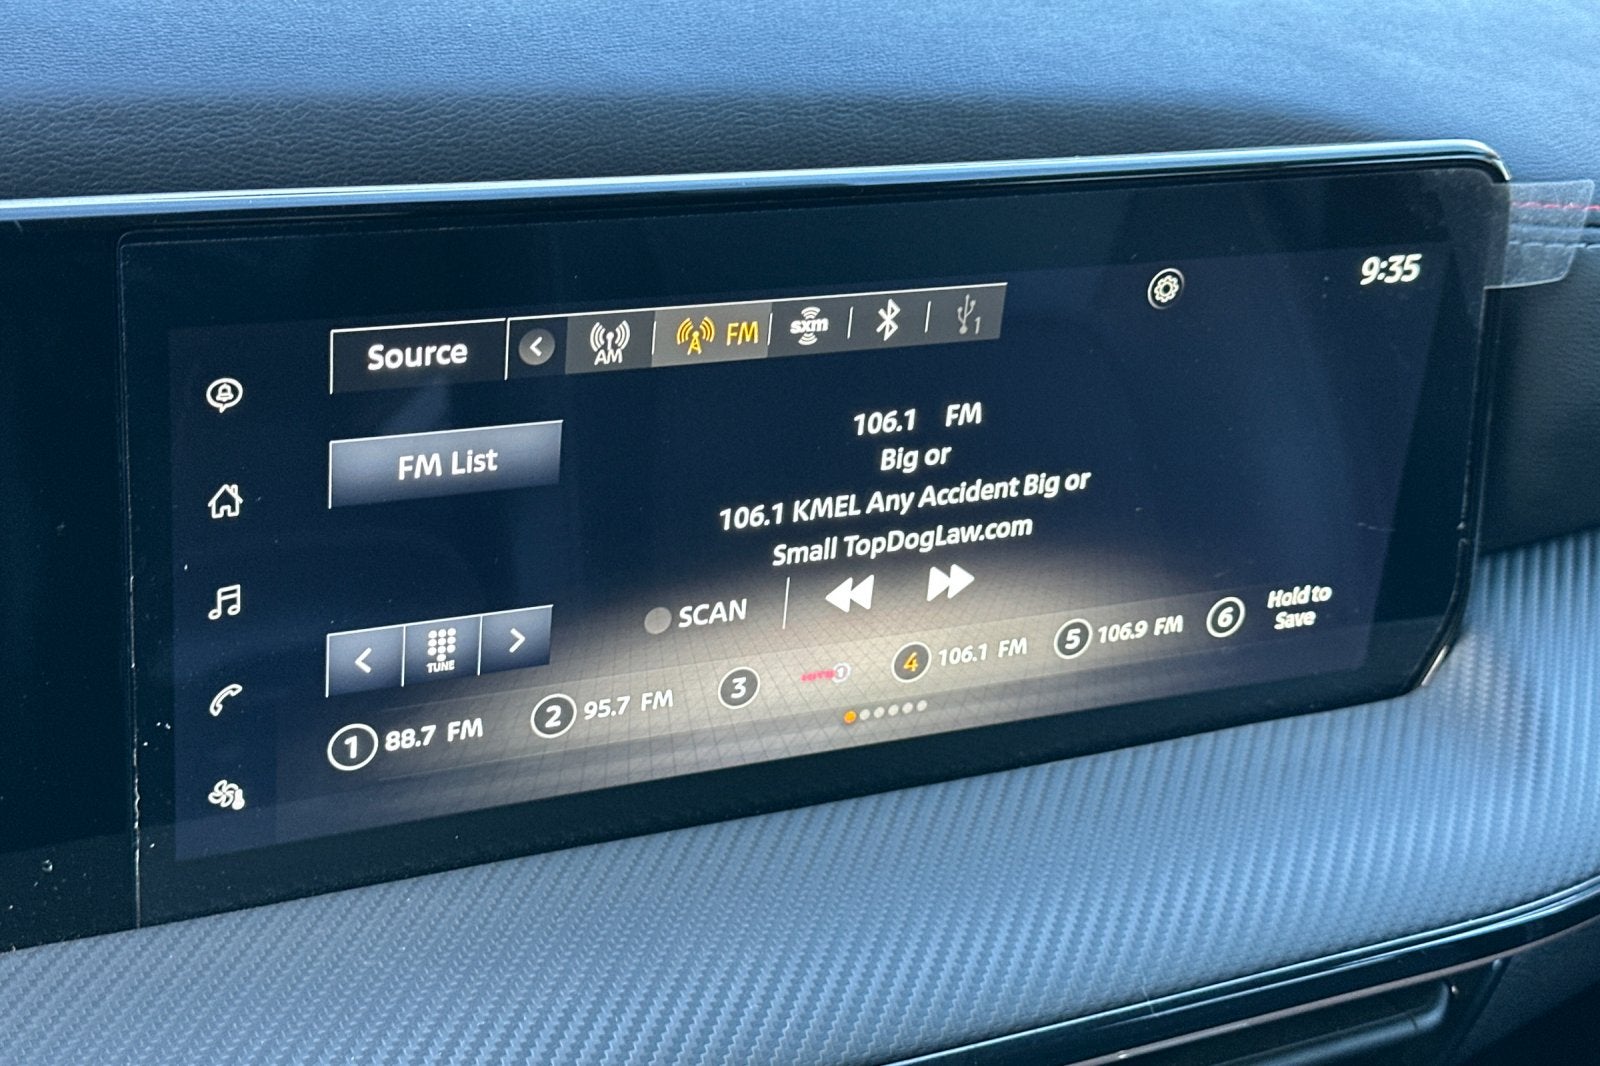 9:35
Source
AM
FM
sxm
1
FM List
106.1 FM
Big or
106.1 KMEL Any Accident Big or
Small TopDogLaw.com
SCAN
TUNE
1 88.7 FM
2 95.7 FM
3 HITS1
4 106.1 FM
5 106.9 FM
6 Hold to
Save